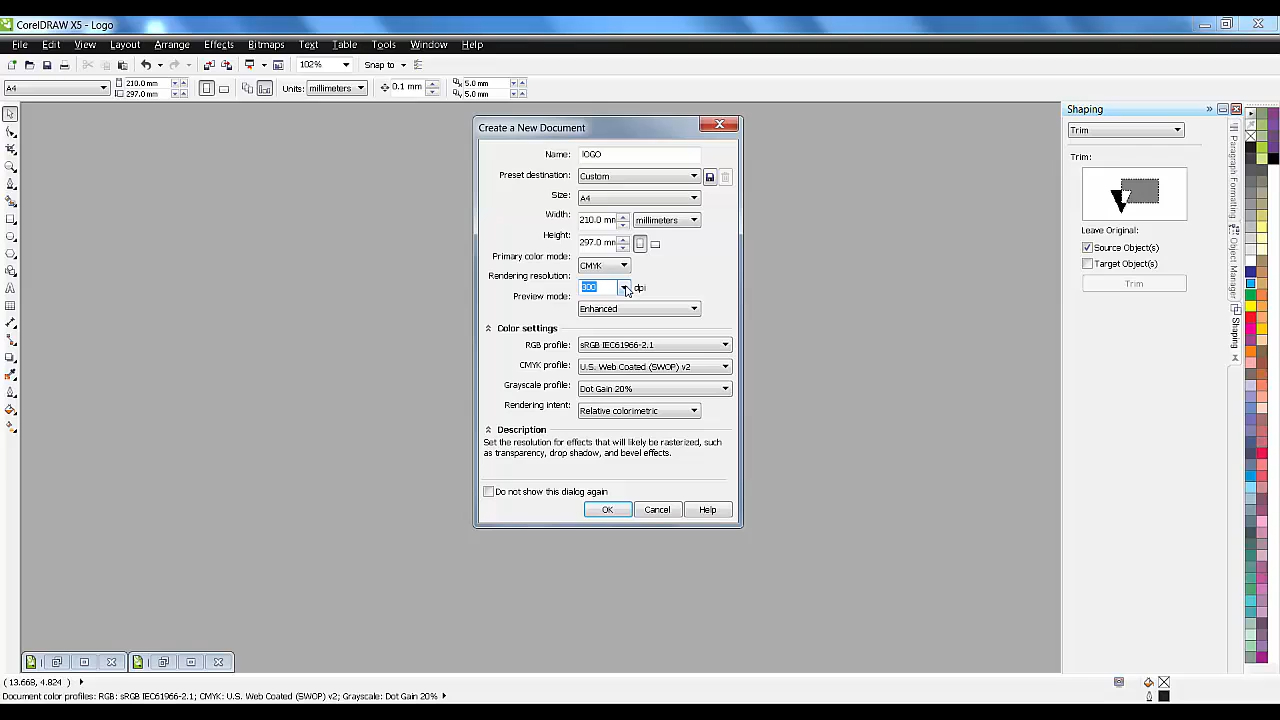 CorelDRAW X5 - Logo
File Edit View Layout Arrange Effects Bitmaps Text Table Tools Window Help
102% Snap to
A4 210.0 mm 297.0 mm Units: millimeters 0.1 mm 5.0 mm 5.0 mm
Create a New Document
Name: lOGO
Preset destination: Custom
Size: A4
Width: 210.0 mm millimeters
Height: 297.0 mm
Primary color mode: CMYK
Rendering resolution: 300 dpi
Preview mode: Enhanced
Color settings
RGB profile: sRGB IEC61966-2.1
CMYK profile: U.S. Web Coated (SWOP) v2
Grayscale profile: Dot Gain 20%
Rendering intent: Relative colorimetric
Description
Set the resolution for effects that will likely be rasterized, such
as transparency, drop shadow, and bevel effects.
Do not show this dialog again
OK Cancel Help
Shaping
Trim
Trim:
Leave Original:
Source Object(s)
Target Object(s)
Trim
Paragraph Formatting
Object Manager
Shaping
(13.668, 4.824)
Document color profiles: RGB: sRGB IEC61966-2.1; CMYK: U.S. Web Coated (SWOP) v2; Grayscale: Dot Gain 20%